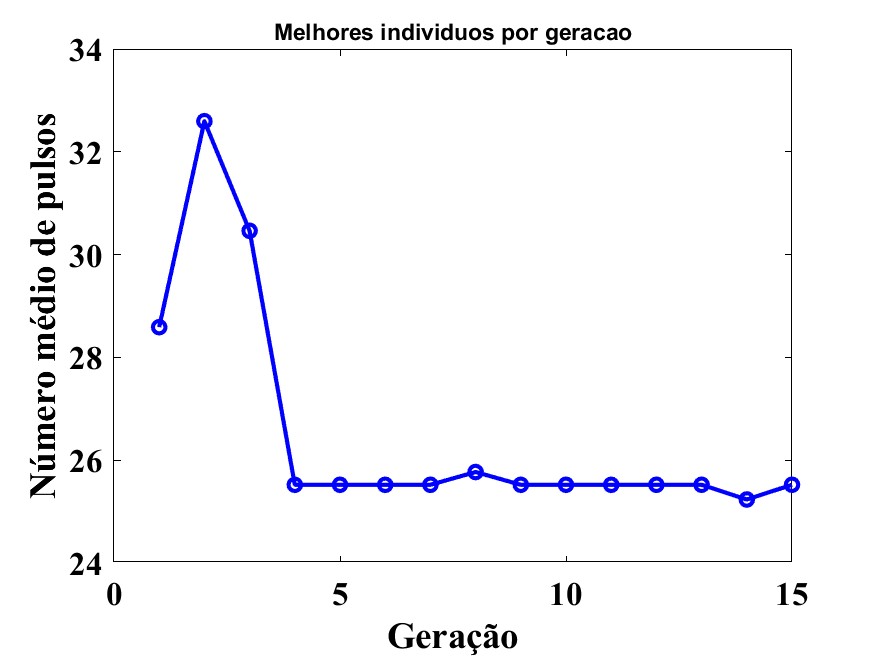 Melhores individuos por geracao
Número médio de pulsos
34
32
30
28
26
24
0 5 10 15
Geração